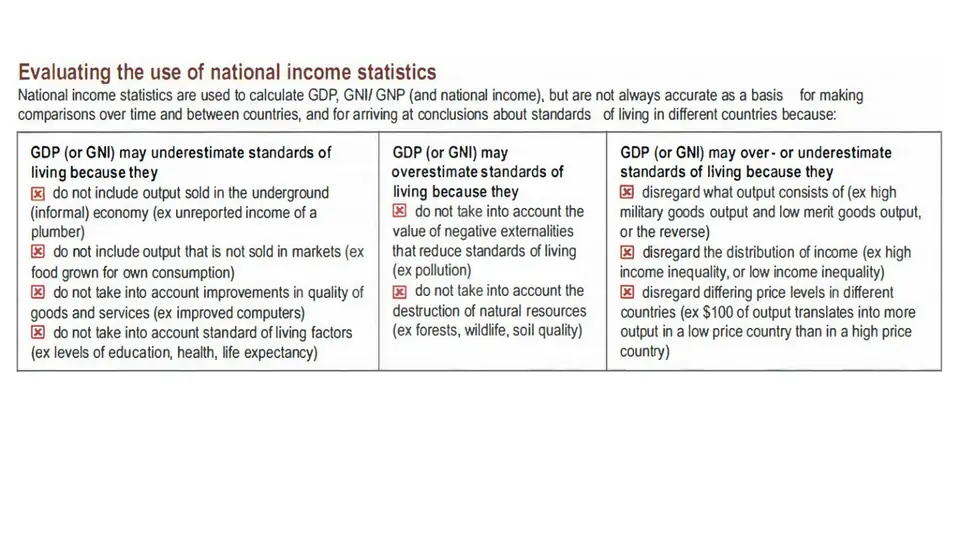 Evaluating the use of national income statistics
National income statistics are used to calculate GDP, GNI/ GNP (and national income), but are not always accurate as a basis for making
comparisons over time and between countries, and for arriving at conclusions about standards of living in different countries because:
GDP (or GNI) may underestimate standards of
living because they
do not include output sold in the underground
(informal) economy (ex unreported income of a
plumber)
do not include output that is not sold in markets (ex
food grown for own consumption)
do not take into account improvements in quality of
goods and services (ex improved computers)
do not take into account standard of living factors
(ex levels of education, health, life expectancy)
GDP (or GNI) may
overestimate standards of
living because they
do not take into account the
value of negative externalities
that reduce standards of living
(ex pollution)
do not take into account the
destruction of natural resources
(ex forests, wildlife, soil quality)
GDP (or GNI) may over- or underestimate
standards of living because they
disregard what output consists of (ex high
military goods output and low merit goods output,
or the reverse)
disregard the distribution of income (ex high
income inequality, or low income inequality)
disregard differing price levels in different
countries (ex $100 of output translates into more
output in a low price country than in a high price
country)